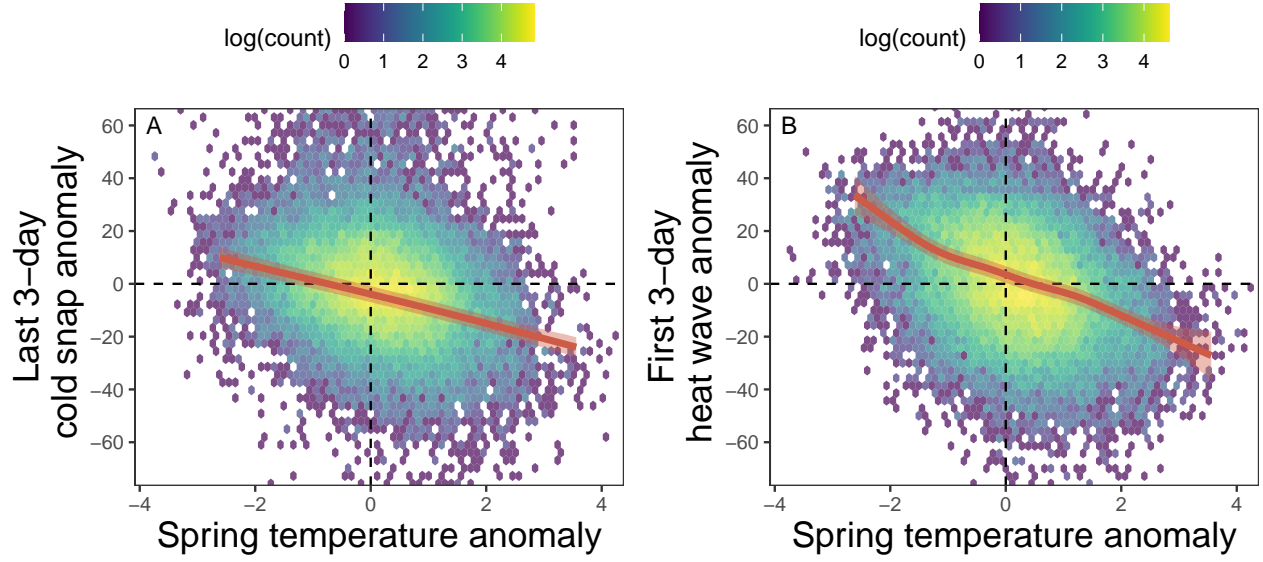 log(count)
0 1 2 3 4
A
Last 3−day
cold snap anomaly
60
40
20
0
−20
−40
−60
−4 −2 0 2 4
Spring temperature anomaly
log(count)
0 1 2 3 4
B
First 3−day
heat wave anomaly
60
40
20
0
−20
−40
−60
−4 −2 0 2 4
Spring temperature anomaly